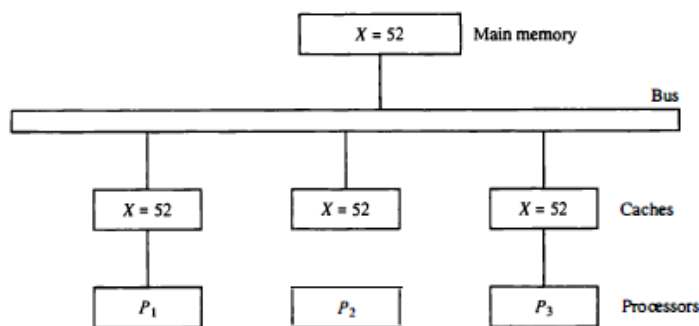 X = 52 Main memory
Bus
X = 52 X = 52 X = 52 Caches
P₁ P₂ P₃ Processors